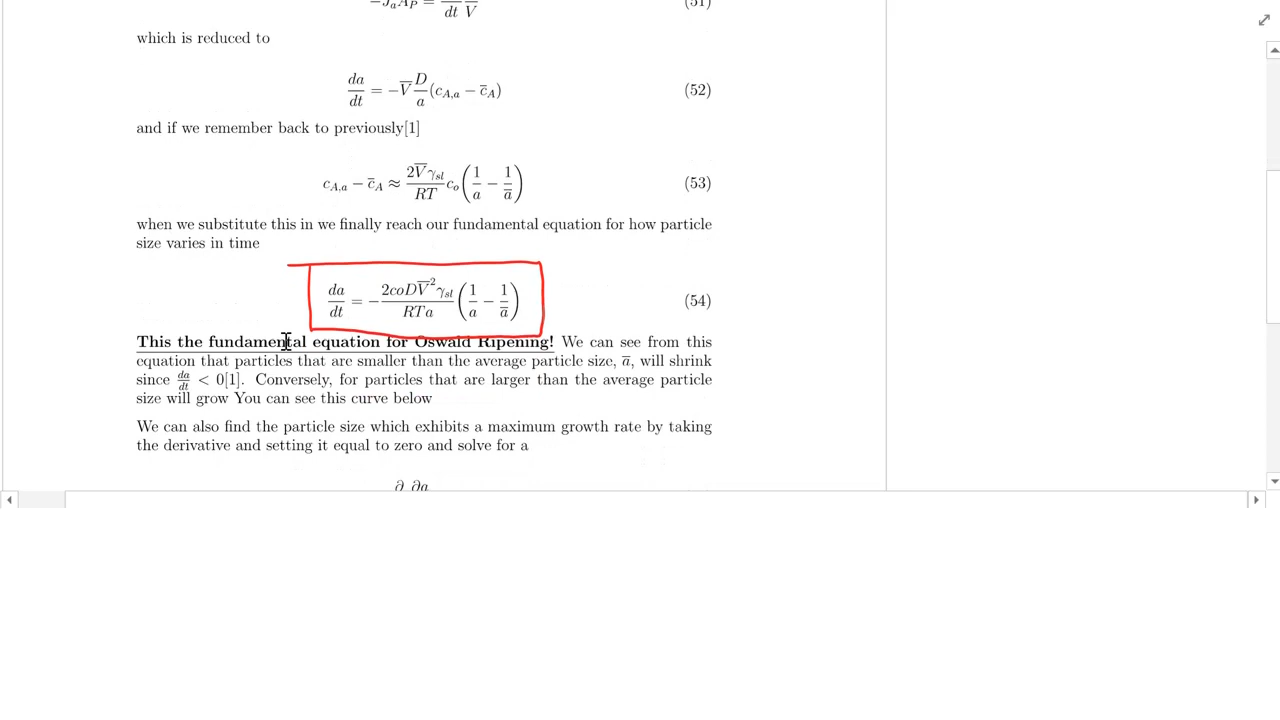 −J_a A_P = dt V̅ (51)
which is reduced to
da/dt = −V̅ D/a (c_{A,a} − c̅_A) (52)
and if we remember back to previously[1]
c_{A,a} − c̅_A ≈ 2V̅γ_{sl}/RT c_o (1/a − 1/a̅) (53)
when we substitute this in we finally reach our fundamental equation for how particle
size varies in time
da/dt = − 2coDV̅²γ_{sl}/RTa (1/a − 1/a̅) (54)
This the fundamental equation for Oswald Ripening! We can see from this
equation that particles that are smaller than the average particle size, a̅, will shrink
since da/dt < 0[1]. Conversely, for particles that are larger than the average particle
size will grow You can see this curve below
We can also find the particle size which exhibits a maximum growth rate by taking
the derivative and setting it equal to zero and solve for a
∂ ∂a